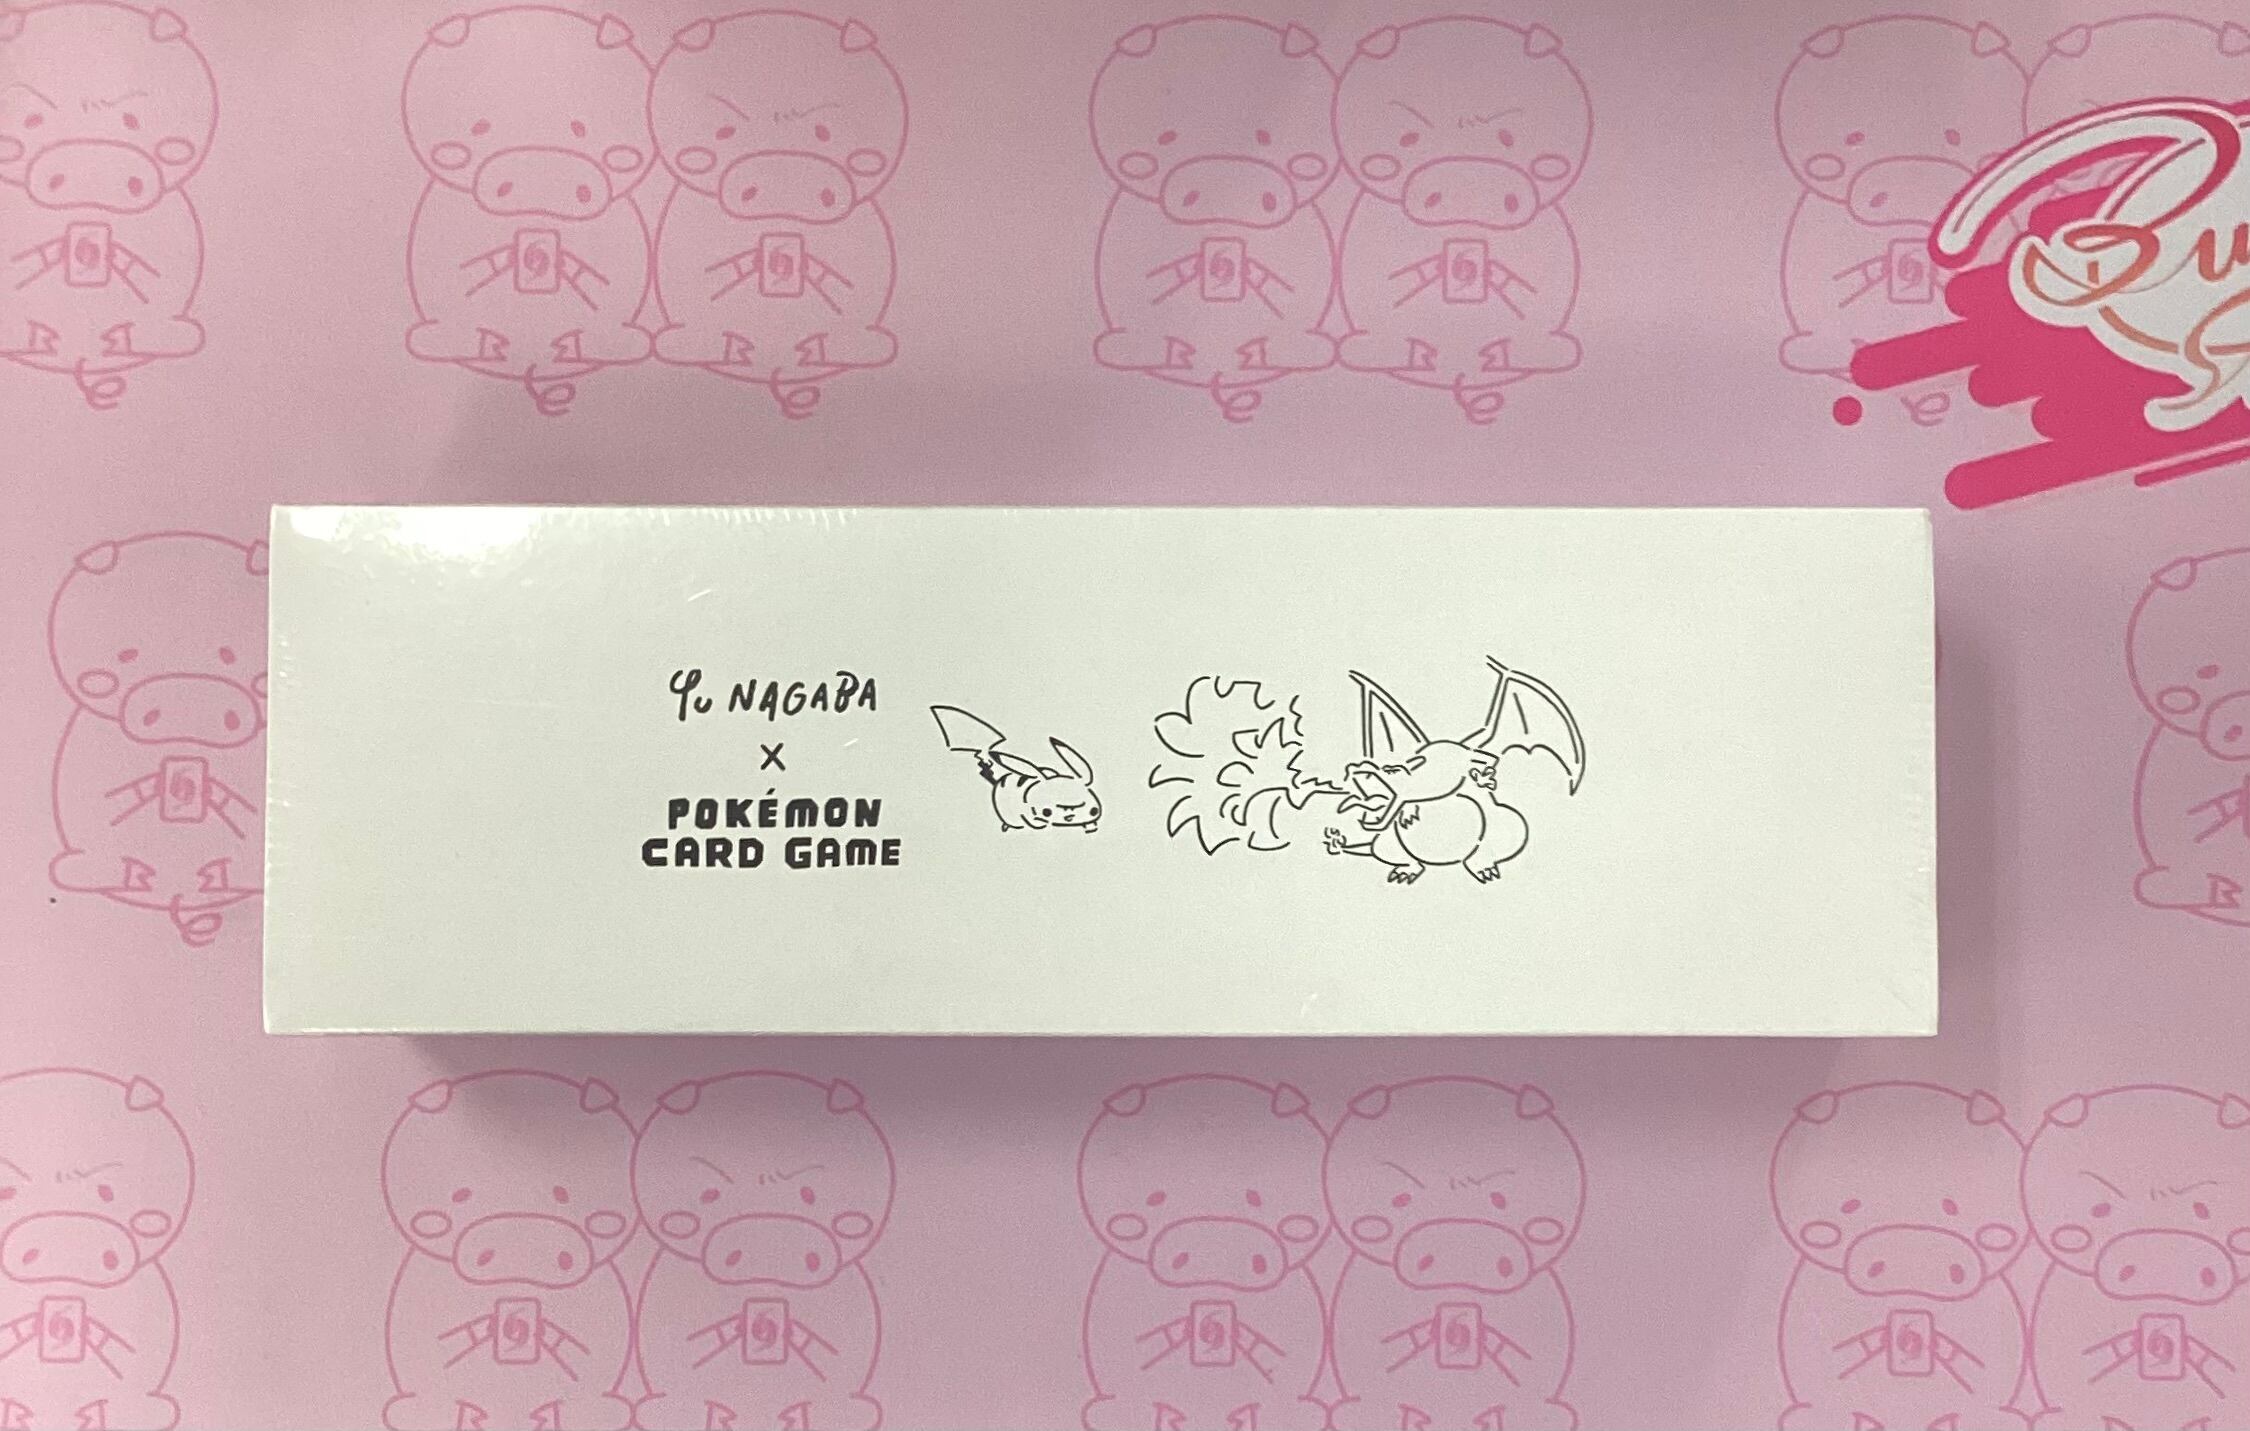 Yu NAGABA
×
POKÉMON
CARD GAME